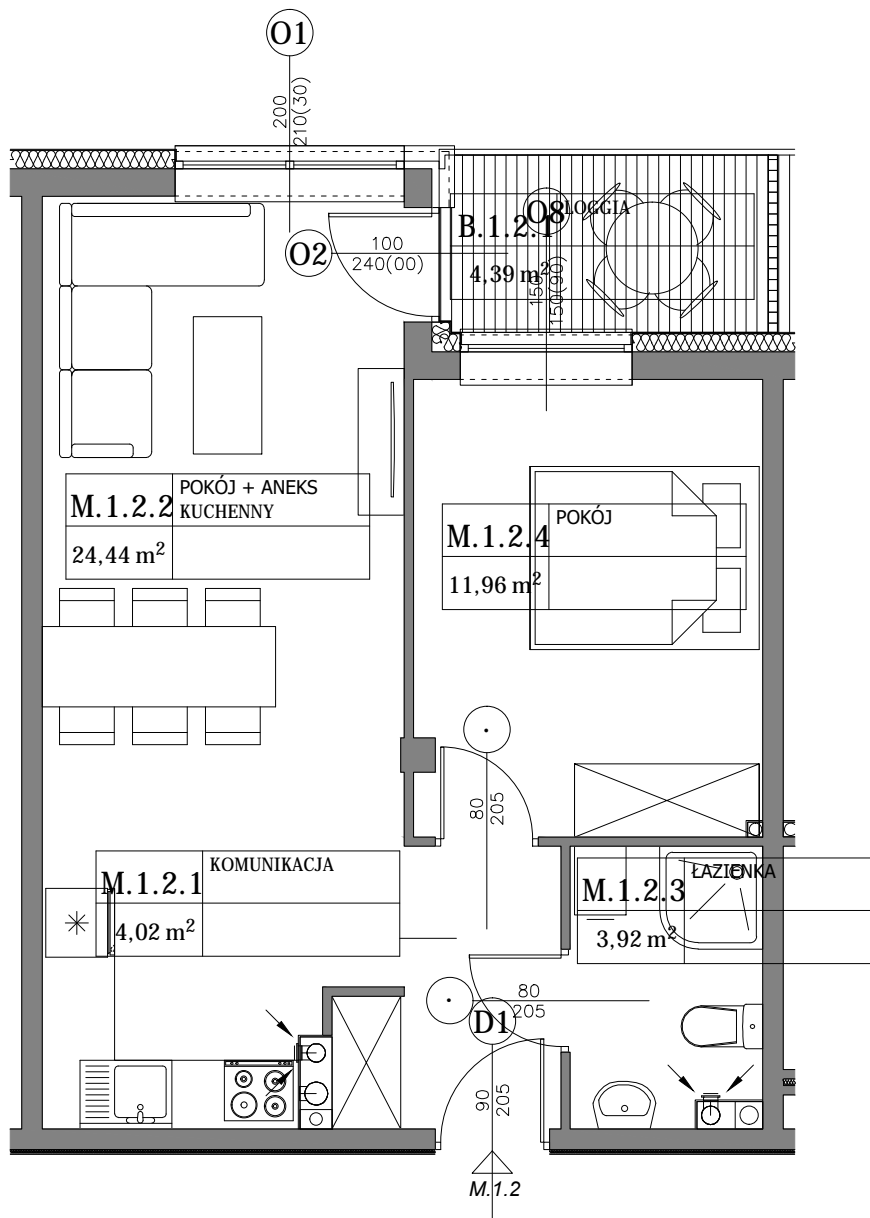 O1
200
210(30)
O2
100
240(00)
B.1.2.1
LOGGIA
4,39 m²
O8
150
150(90)
M.1.2.2
POKÓJ + ANEKS
KUCHENNY
24,44 m²
M.1.2.4
POKÓJ
11,96 m²
80
205
M.1.2.1
KOMUNIKACJA
4,02 m²
M.1.2.3
ŁAZIENKA
3,92 m²
80
205
D1
90
205
M.1.2